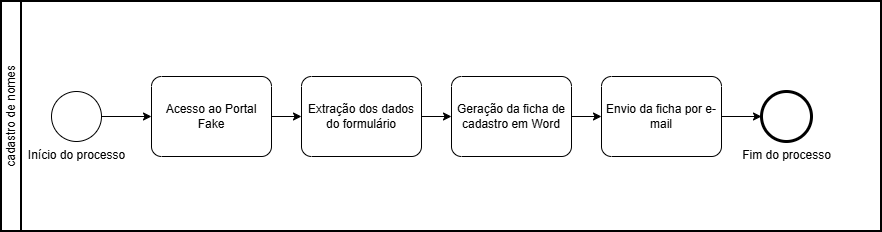 cadastro de nomes
Início do processo
Acesso ao Portal
Fake
Extração dos dados
do formulário
Geração da ficha de
cadastro em Word
Envio da ficha por e-
mail
Fim do processo